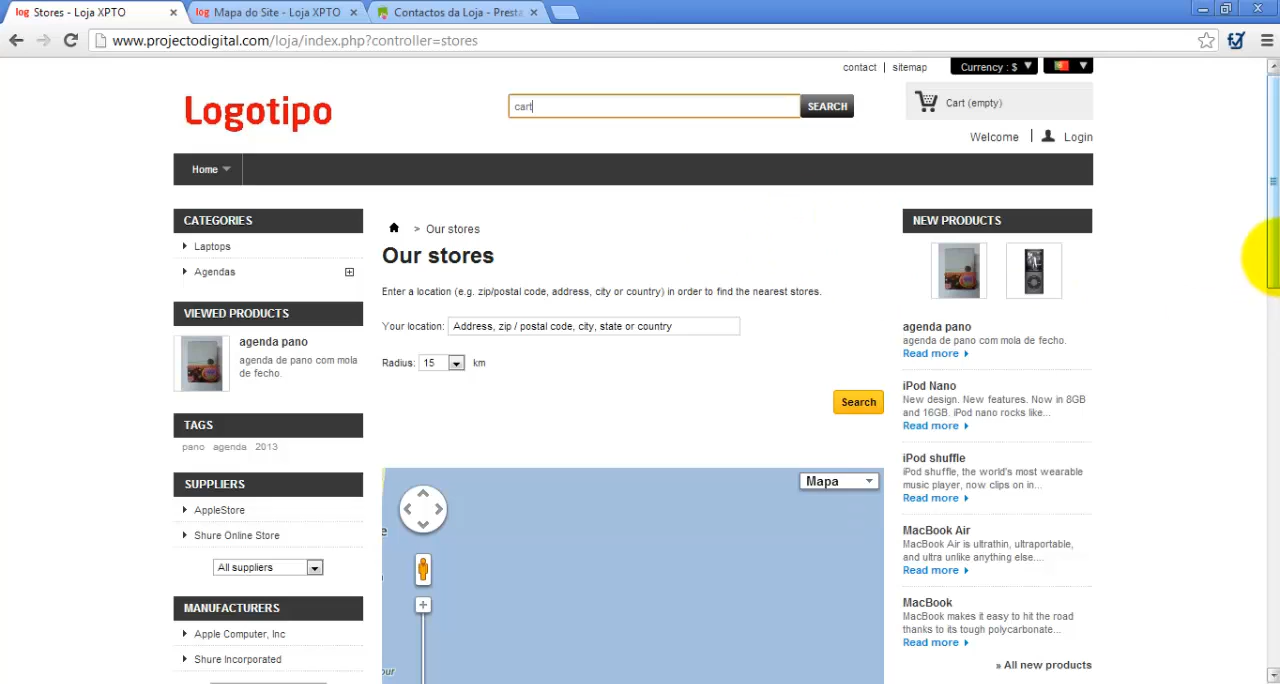 log Stores - Loja XPTO
log Mapa do Site - Loja XPTO
Contactos da Loja - Presta
www.projectodigital.com/loja/index.php?controller=stores
contact | sitemap
Currency : $
Logotipo
cart
SEARCH
Cart (empty)
Welcome | Login
Home
CATEGORIES
Laptops
Agendas
VIEWED PRODUCTS
agenda pano
agenda de pano com mola
de fecho.
TAGS
pano agenda 2013
SUPPLIERS
AppleStore
Shure Online Store
All suppliers
MANUFACTURERS
Apple Computer, Inc
Shure Incorporated
> Our stores
Our stores
Enter a location (e.g. zip/postal code, address, city or country) in order to find the nearest stores.
Your location: Address, zip / postal code, city, state or country
Radius: 15 km
Search
Mapa
NEW PRODUCTS
agenda pano
agenda de pano com mola de fecho.
Read more
iPod Nano
New design. New features. Now in 8GB
and 16GB. iPod nano rocks like...
Read more
iPod shuffle
iPod shuffle, the world's most wearable
music player, now clips on in...
Read more
MacBook Air
MacBook Air is ultrathin, ultraportable,
and ultra unlike anything else....
Read more
MacBook
MacBook makes it easy to hit the road
thanks to its tough polycarbonate...
Read more
» All new products